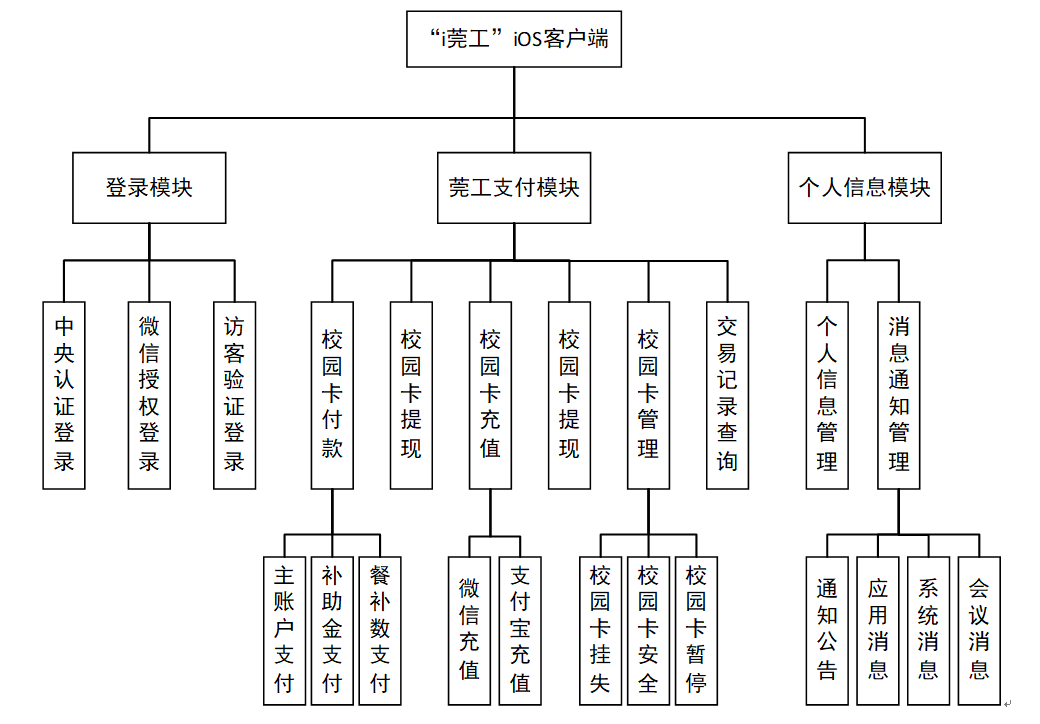 “i莞工”iOS客户端
登录模块
莞工支付模块
个人信息模块
中央认证登录
微信授权登录
访客验证登录
校园卡付款
校园卡提现
校园卡充值
校园卡提现
校园卡管理
交易记录查询
个人信息管理
消息通知管理
主账户支付
补助金支付
餐补数支付
微信充值
支付宝充值
校园卡挂失
校园卡安全
校园卡暂停
通知公告
应用消息
系统消息
会议消息